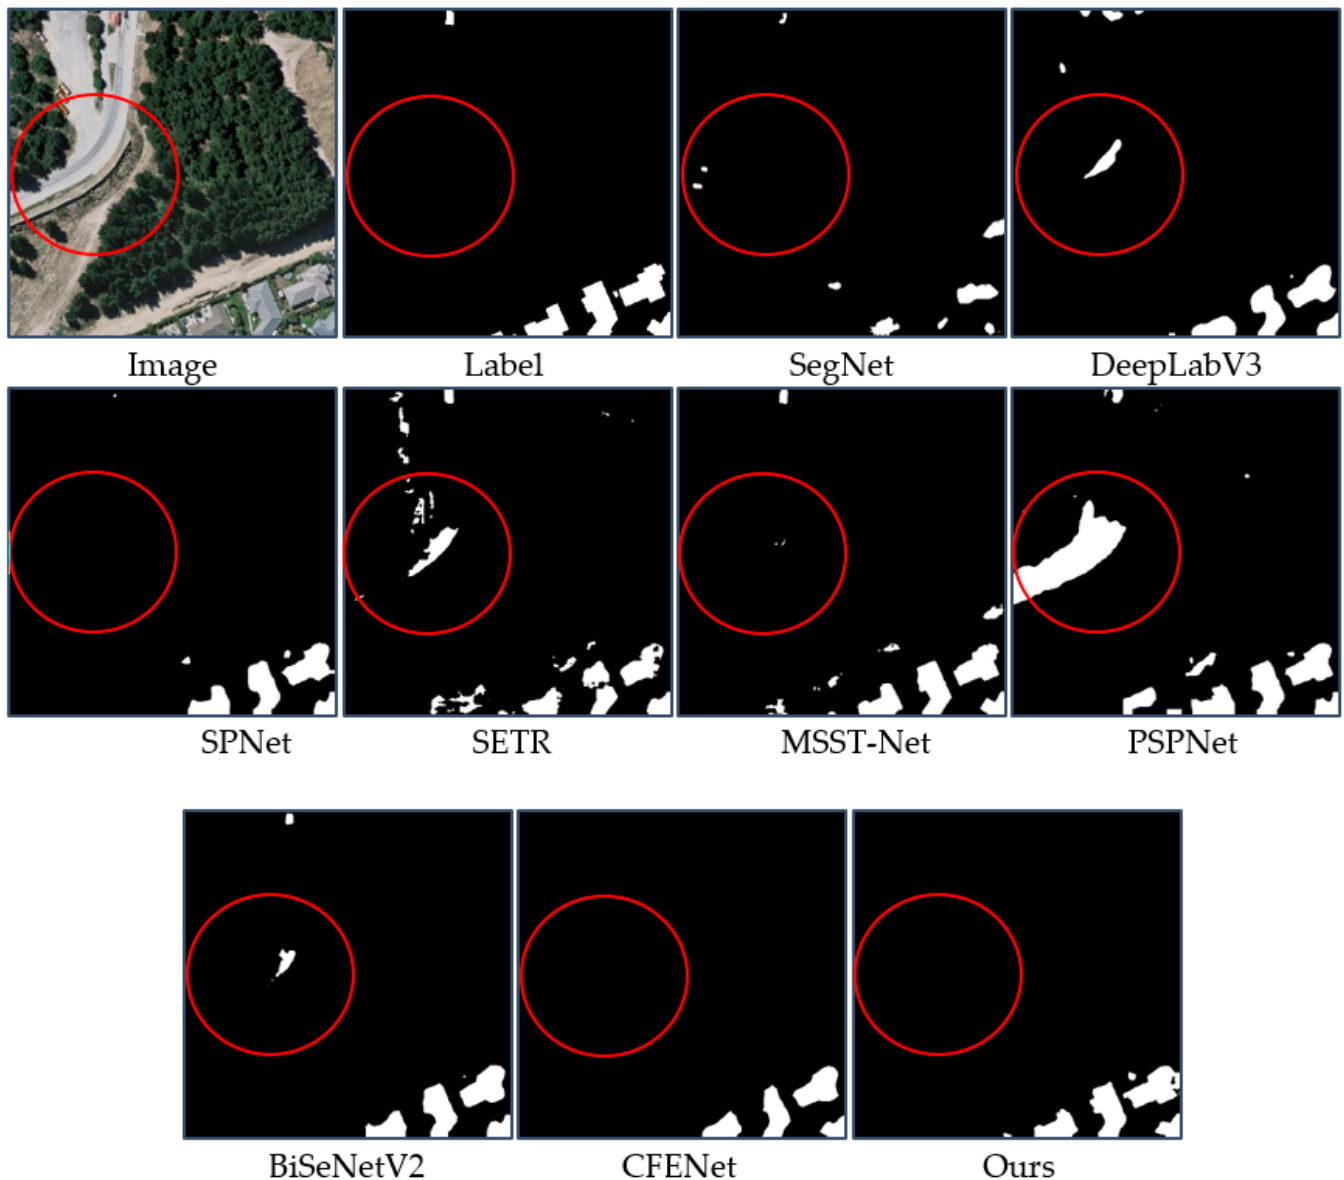 Image Label SegNet DeepLabV3
SPNet SETR MSST-Net PSPNet
BiSeNetV2 CFENet Ours